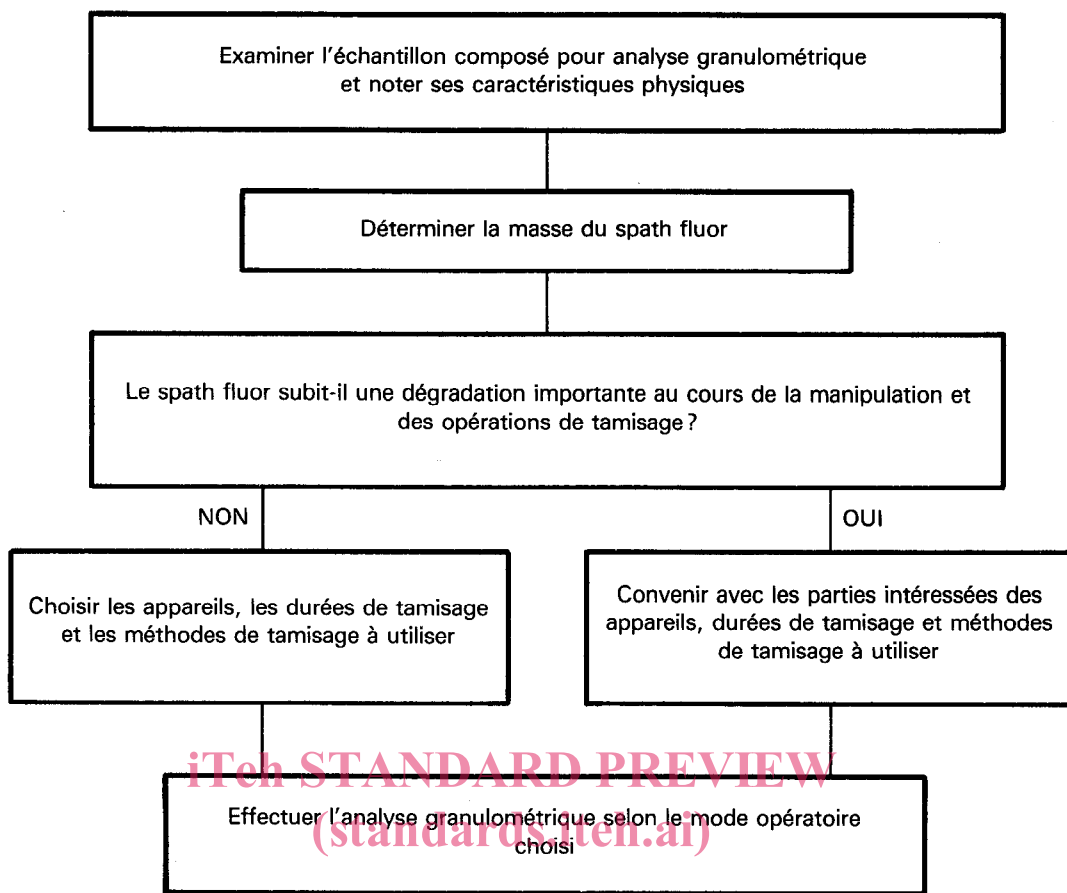 Examiner l'échantillon composé pour analyse granulométrique
et noter ses caractéristiques physiques
Déterminer la masse du spath fluor
Le spath fluor subit-il une dégradation importante au cours de la manipulation et
des opérations de tamisage?
NON
OUI
Choisir les appareils, les durées de tamisage
et les méthodes de tamisage à utiliser
Convenir avec les parties intéressées des
appareils, durées de tamisage et méthodes
de tamisage à utiliser
iTeh STANDARD PREVIEW
Effectuer l'analyse granulométrique selon le mode opératoire
(standards.iteh.ai)
choisi